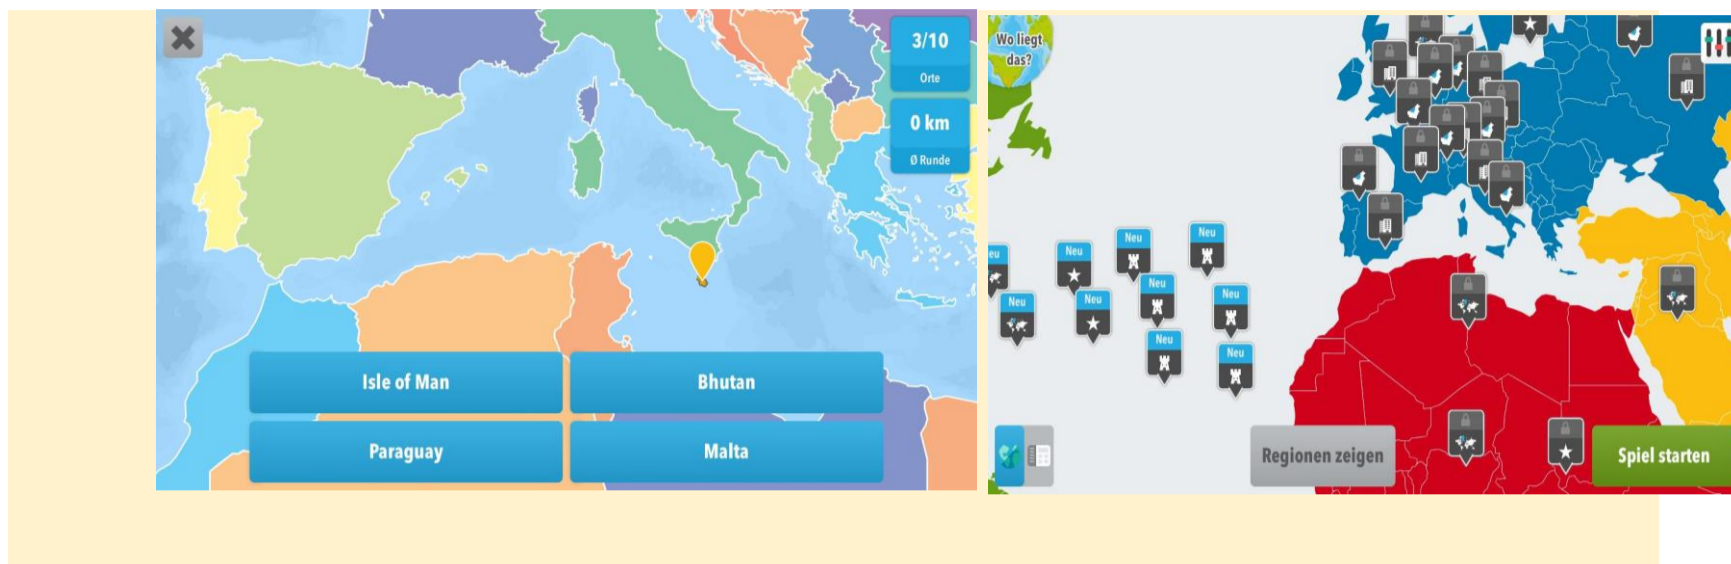 3/10
Orte
0 km
Ø Runde
Isle of Man
Bhutan
Paraguay
Malta
Wo liegt
das?
Neu
Neu
Neu
Neu
Neu
Neu
Neu
Neu
Neu
Regionen zeigen
Spiel starten